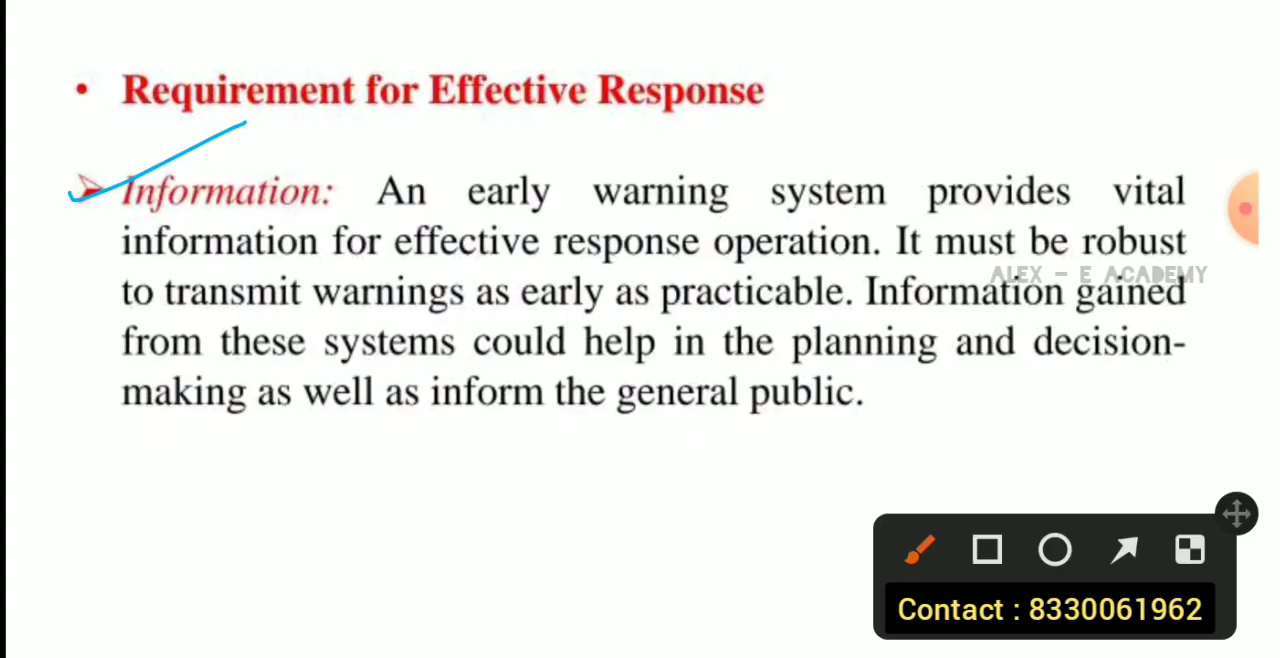 • Requirement for Effective Response
➢ Information: An early warning system provides vital
information for effective response operation. It must be robust
ALEX - E ACADEMY
to transmit warnings as early as practicable. Information gained
from these systems could help in the planning and decision-
making as well as inform the general public.
Contact : 8330061962